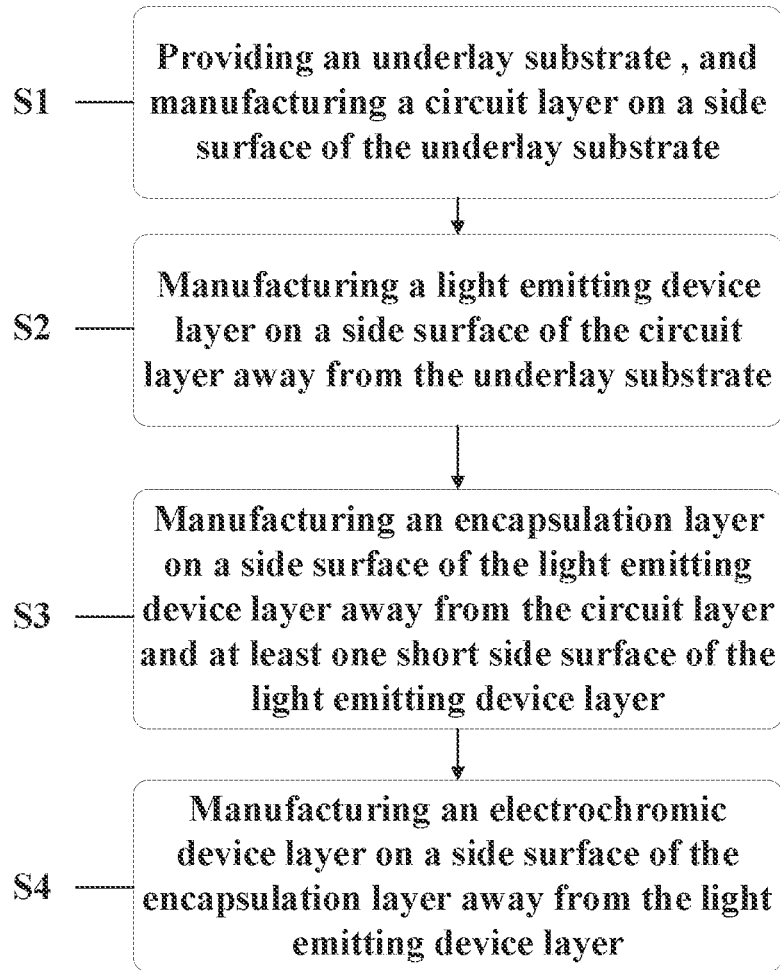 S1
Providing an underlay substrate , and
manufacturing a circuit layer on a side
surface of the underlay substrate
S2
Manufacturing a light emitting device
layer on a side surface of the circuit
layer away from the underlay substrate
S3
Manufacturing an encapsulation layer
on a side surface of the light emitting
device layer away from the circuit layer
and at least one short side surface of the
light emitting device layer
S4
Manufacturing an electrochromic
device layer on a side surface of the
encapsulation layer away from the light
emitting device layer